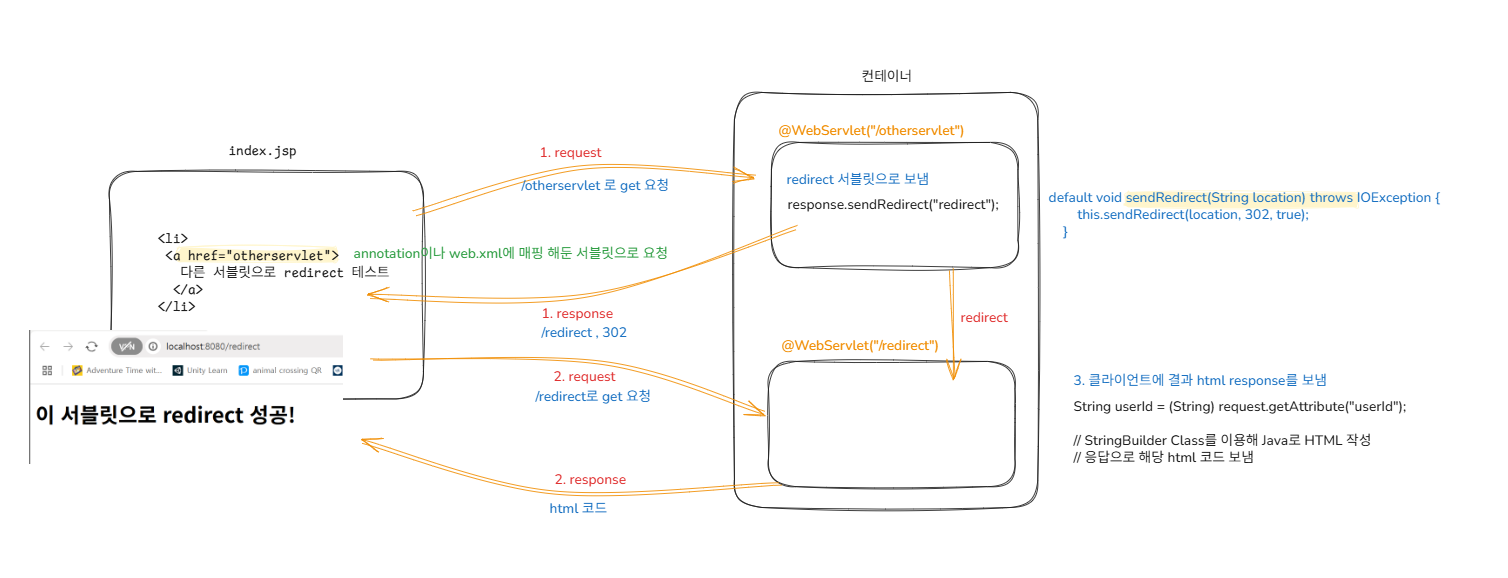 컨테이너
index.jsp
@WebServlet("/otherservlet")
1. request
/otherservlet 로 get 요청
redirect 서블릿으로 보냄
response.sendRedirect("redirect");
default void sendRedirect(String location) throws IOException {
this.sendRedirect(location, 302, true);
}
<li>
<a href="otherservlet">
다른 서블릿으로 redirect 테스트
</a>
</li>
annotation이나 web.xml에 매핑 해둔 서블릿으로 요청
1. response
/redirect , 302
redirect
@WebServlet("/redirect")
VPN
localhost:8080/redirect
Adventure Time wit... Unity Learn animal crossing QR
이 서블릿으로 redirect 성공!
2. request
/redirect로 get 요청
3. 클라이언트에 결과 html response를 보냄
String userId = (String) request.getAttribute("userId");
// StringBuilder Class를 이용해 Java로 HTML 작성
// 응답으로 해당 html 코드 보냄
2. response
html 코드